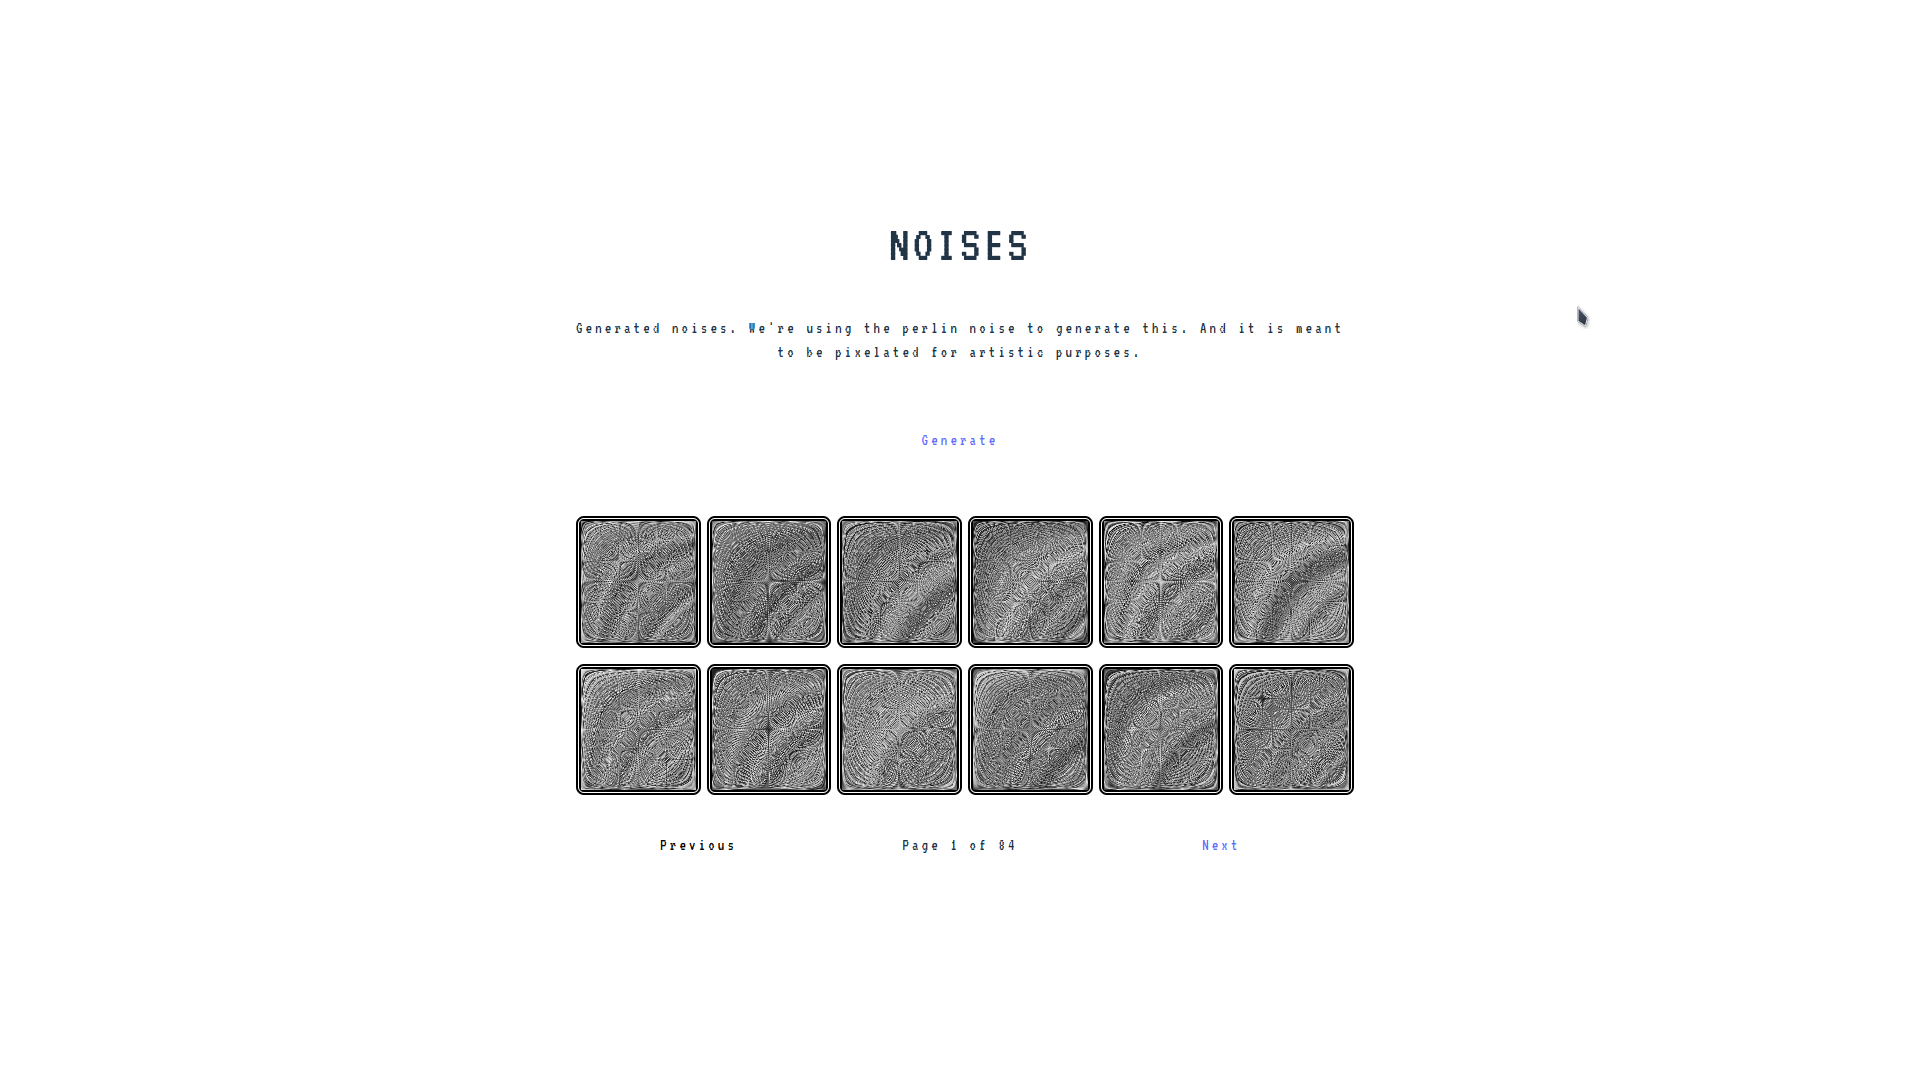 NOISES
Generated noises. We're using the perlin noise to generate this. And it is meant
to be pixelated for artistic purposes.
Generate
Previous
Page 1 of 84
Next